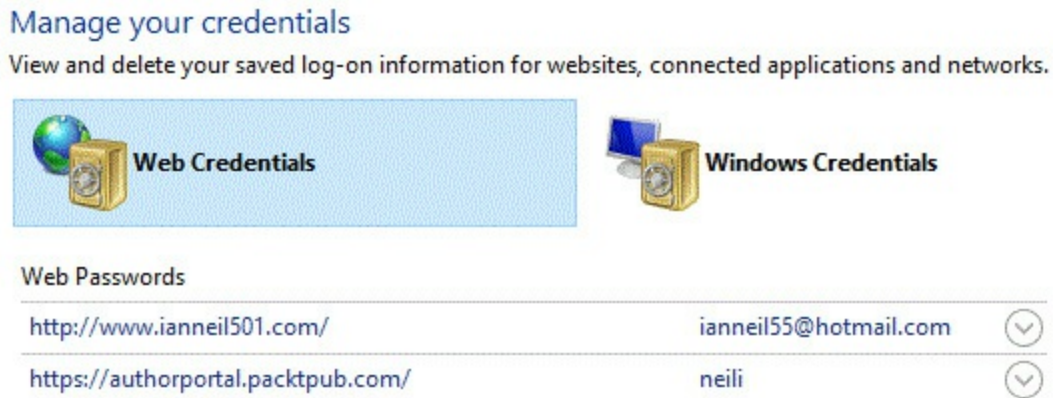 Manage your credentials
View and delete your saved log-on information for websites, connected applications and networks.
Web Credentials Windows Credentials
Web Passwords
http://www.ianneil501.com/ ianneil55@hotmail.com
https://authorportal.packtpub.com/ neili